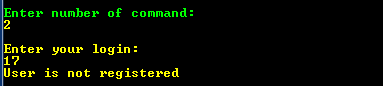 Enter number of command:
2
Enter your login:
17
User is not registered